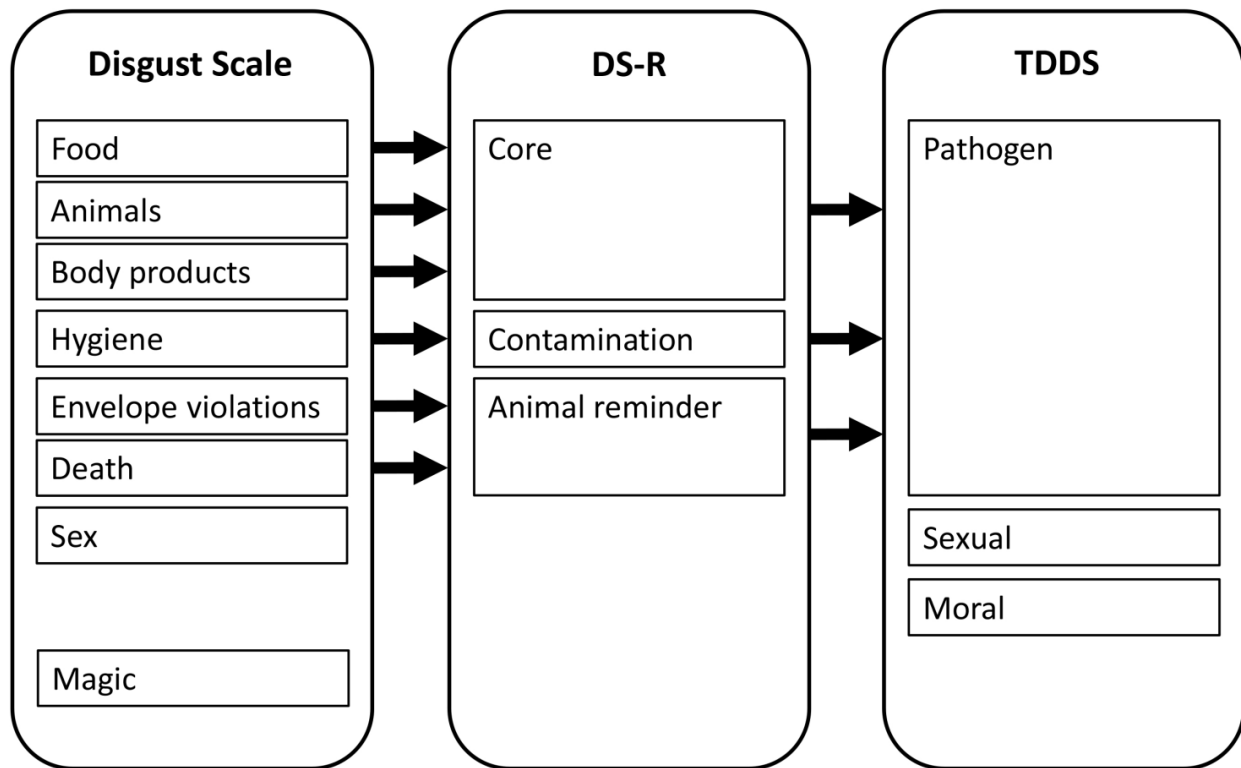 Disgust Scale
Food
Animals
Body products
Hygiene
Envelope violations
Death
Sex
Magic
DS-R
Core
Contamination
Animal reminder
TDDS
Pathogen
Sexual
Moral